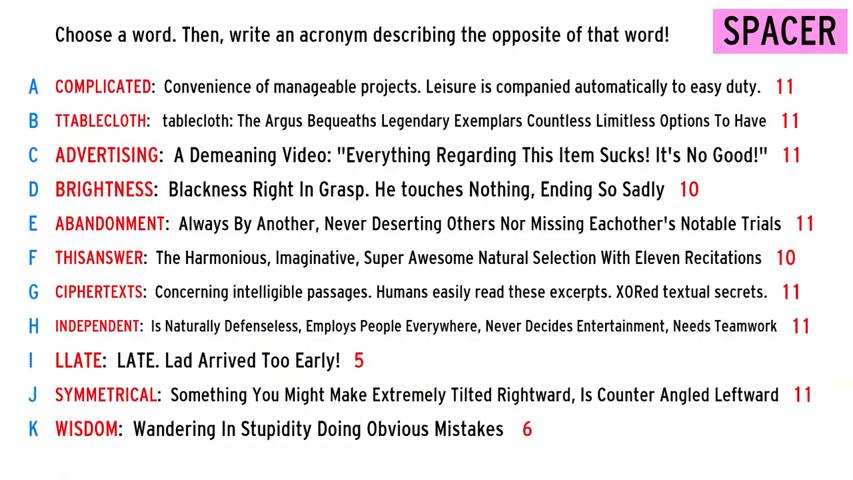 Choose a word. Then, write an acronym describing the opposite of that word!
SPACER
A COMPLICATED: Convenience of manageable projects. Leisure is companied automatically to easy duty. 11
B TTABLECLOTH: tablecloth: The Argus Bequeaths Legendary Exemplars Countless Limitless Options To Have 11
C ADVERTISING: A Demeaning Video: "Everything Regarding This Item Sucks! It's No Good!" 11
D BRIGHTNESS: Blackness Right In Grasp. He touches Nothing, Ending So Sadly 10
E ABANDONMENT: Always By Another, Never Deserting Others Nor Missing Eachother's Notable Trials 11
F THISANSWER: The Harmonious, Imaginative, Super Awesome Natural Selection With Eleven Recitations 10
G CIPHERTEXTS: Concerning intelligible passages. Humans easily read these excerpts. XORed textual secrets. 11
H INDEPENDENT: Is Naturally Defenseless, Employs People Everywhere, Never Decides Entertainment, Needs Teamwork 11
I LLATE: LATE. Lad Arrived Too Early! 5
J SYMMETRICAL: Something You Might Make Extremely Tilted Rightward, Is Counter Angled Leftward 11
K WISDOM: Wandering In Stupidity Doing Obvious Mistakes 6